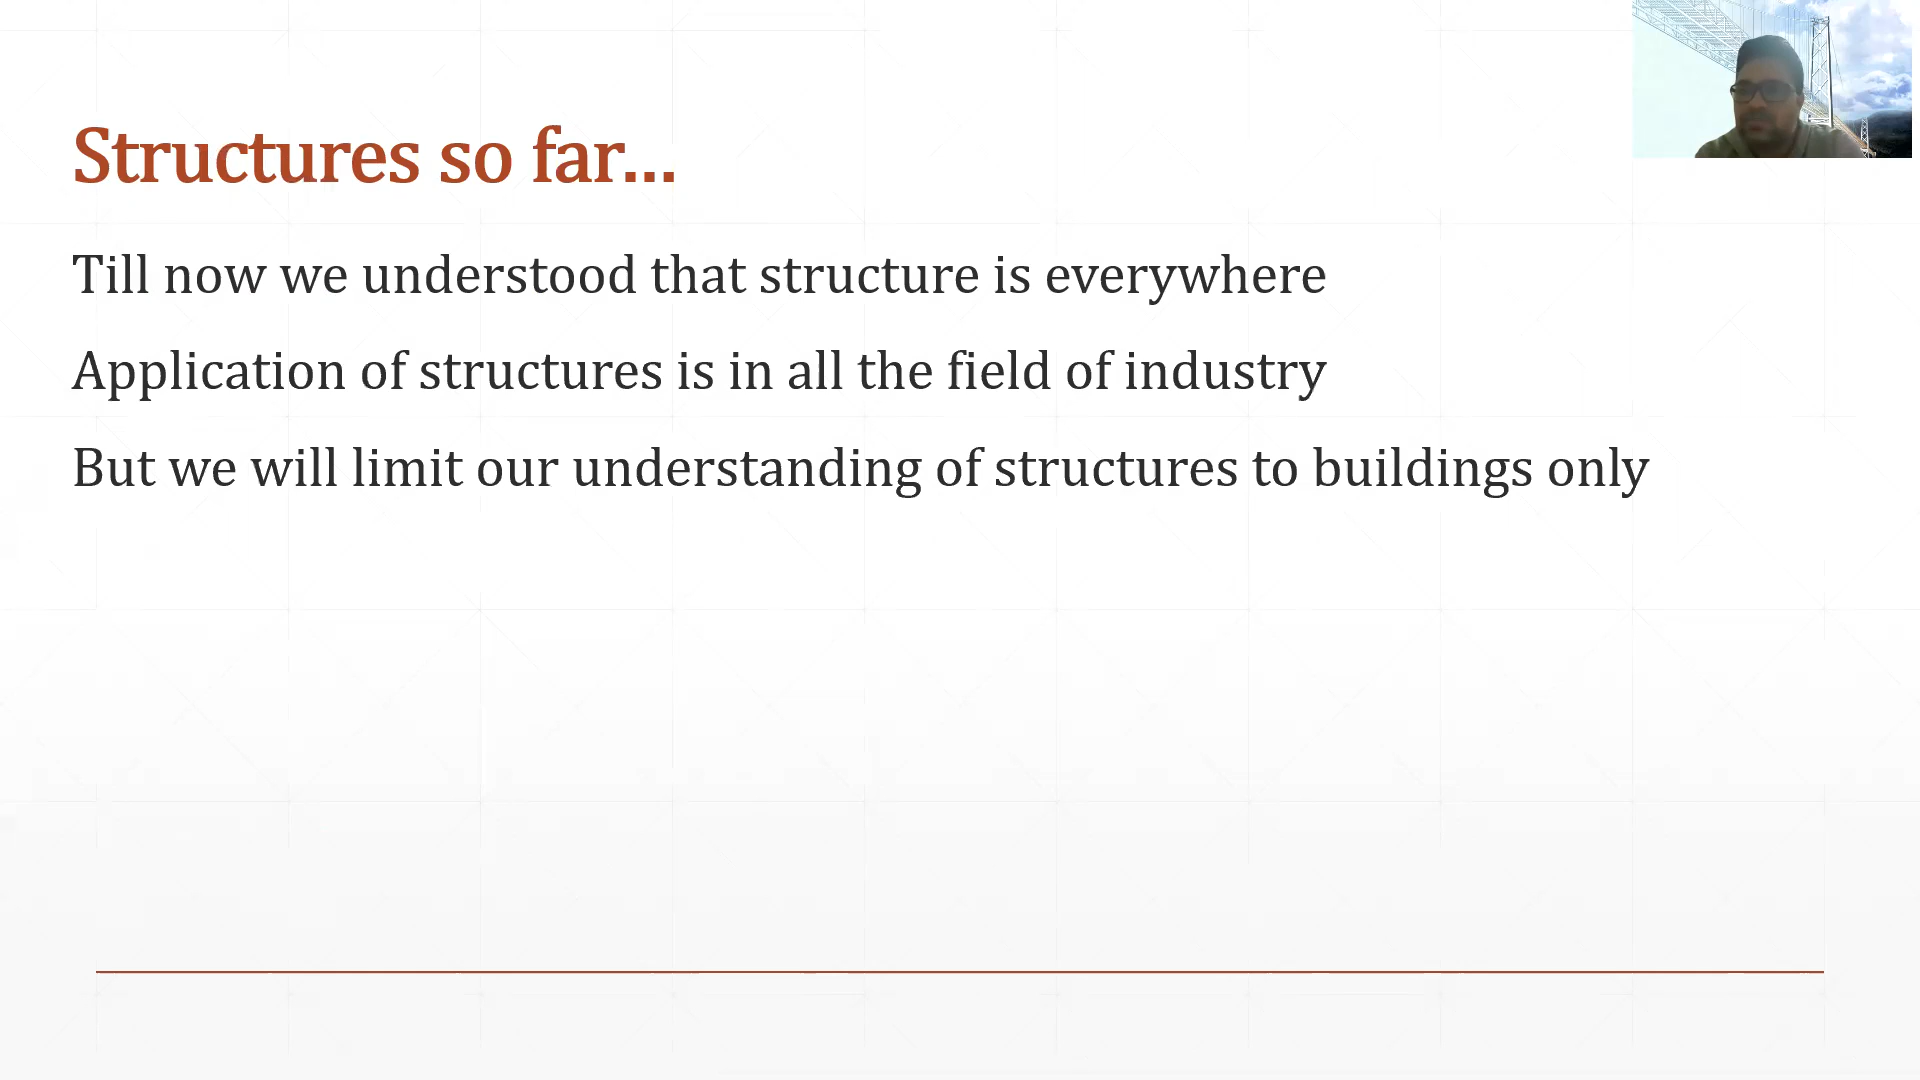 Structures so far...
Till now we understood that structure is everywhere
Application of structures is in all the field of industry
But we will limit our understanding of structures to buildings only